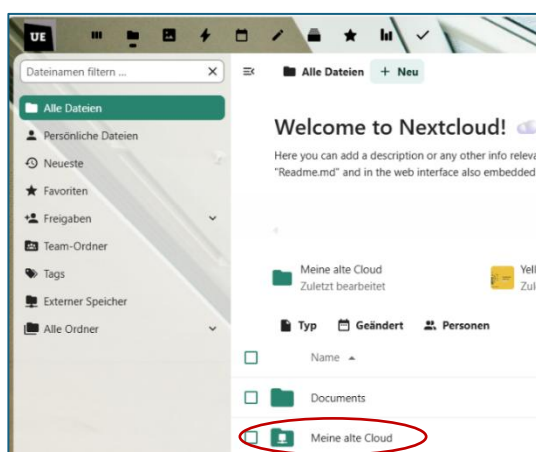 UE
Dateinamen filtern ...
Alle Dateien
Persönliche Dateien
Neueste
Favoriten
Freigaben
Team-Ordner
Tags
Externer Speicher
Alle Ordner
Alle Dateien + Neu
Welcome to Nextcloud!
Here you can add a description or any other info releva
"Readme.md" and in the web interface also embedded
Meine alte Cloud
Zuletzt bearbeitet
Yell
Zul
Typ Geändert Personen
Name
Documents
Meine alte Cloud